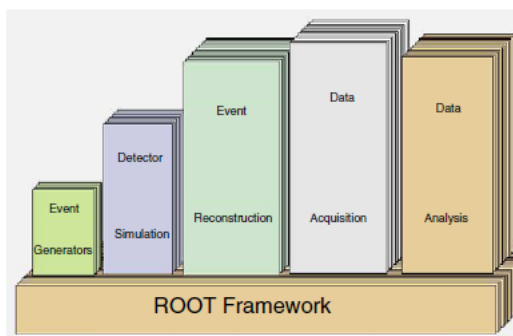 Event
Generators
Detector
Simulation
Event
Reconstruction
Data
Acquisition
Data
Analysis
ROOT Framework